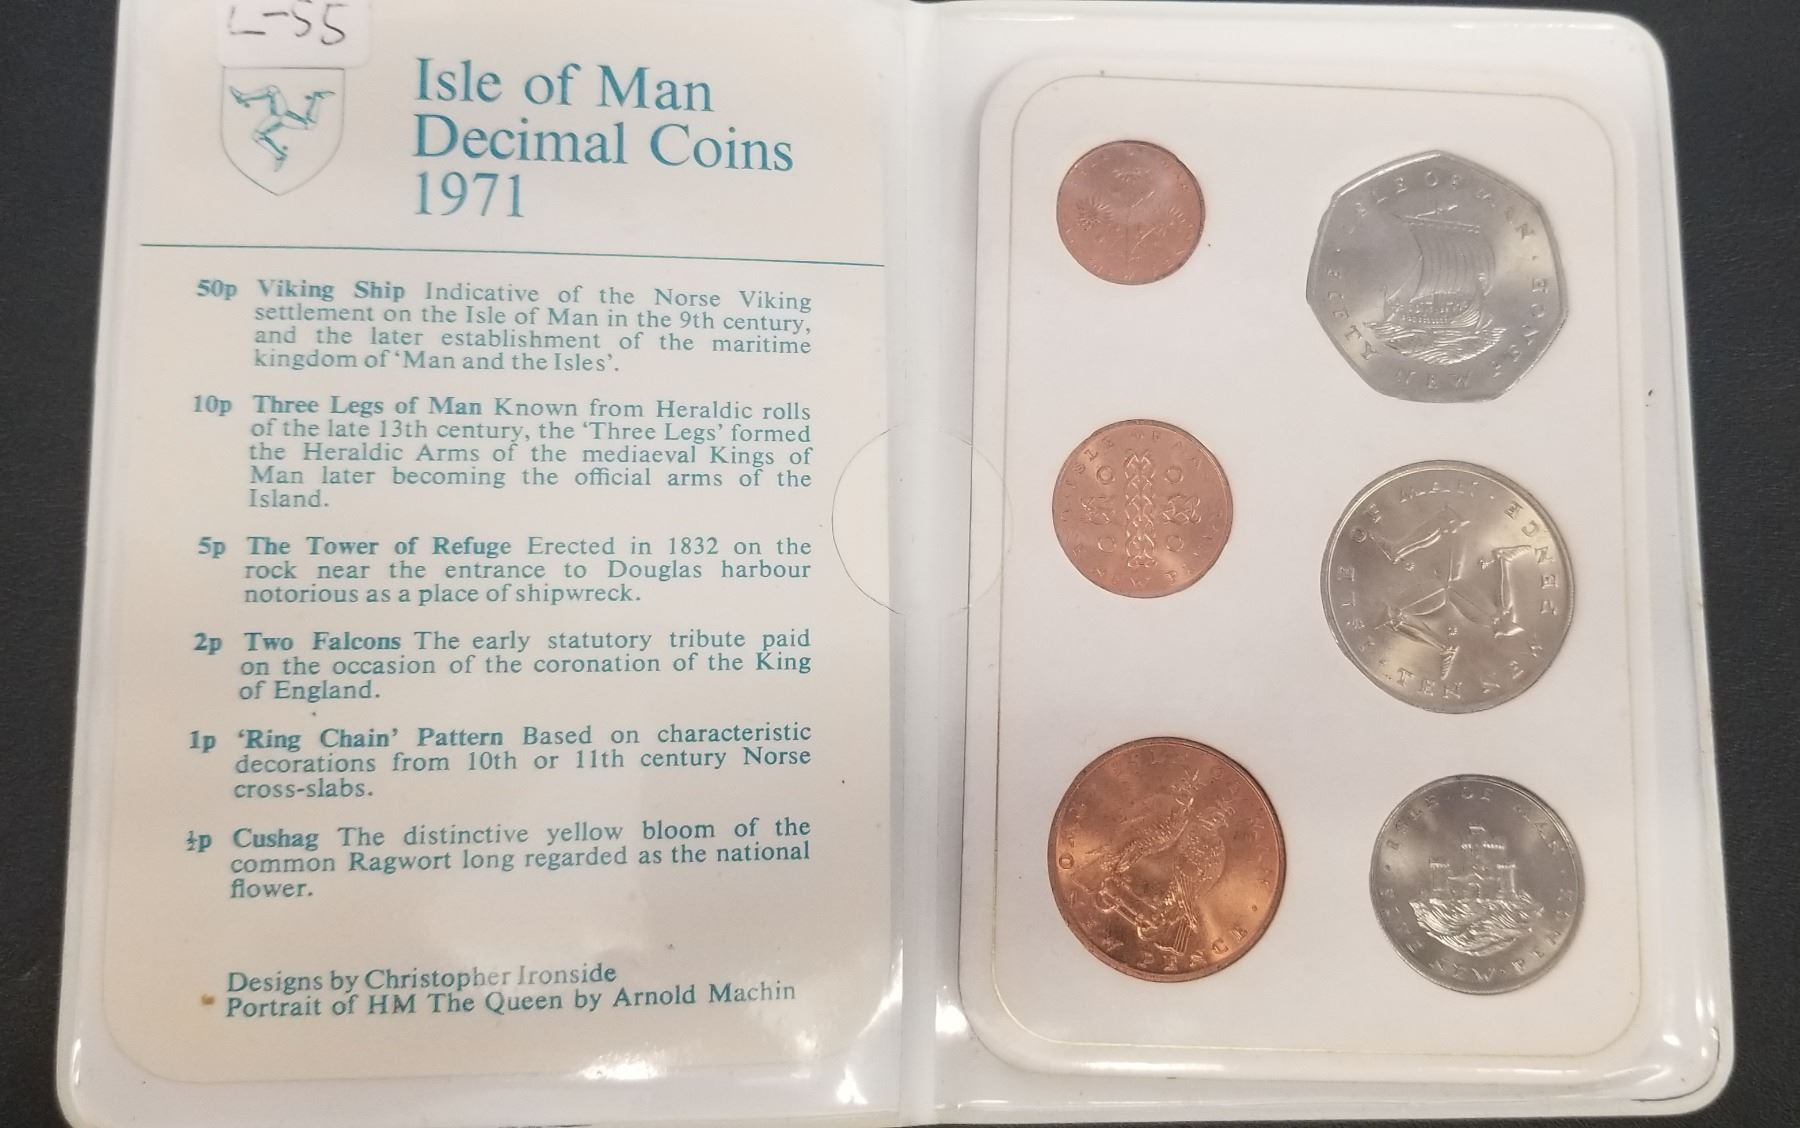 L-55
Isle of Man
Decimal Coins
1971
50p Viking Ship Indicative of the Norse Viking
settlement on the Isle of Man in the 9th century,
and the later establishment of the maritime
kingdom of 'Man and the Isles'.
10p Three Legs of Man Known from Heraldic rolls
of the late 13th century, the 'Three Legs' formed
the Heraldic Arms of the mediaeval Kings of
Man later becoming the official arms of the
Island.
5p The Tower of Refuge Erected in 1832 on the
rock near the entrance to Douglas harbour
notorious as a place of shipwreck.
2p Two Falcons The early statutory tribute paid
on the occasion of the coronation of the King
of England.
1p 'Ring Chain' Pattern Based on characteristic
decorations from 10th or 11th century Norse
cross-slabs.
½p Cushag The distinctive yellow bloom of the
common Ragwort long regarded as the national
flower.
Designs by Christopher Ironside
Portrait of HM The Queen by Arnold Machin
ISLE OF MAN
FIFTY NEW PENCE
ISLE OF MAN
TEN NEW PENCE
ISLE OF MAN
NEW PENCE
ISLE OF MAN
NEW PENCE